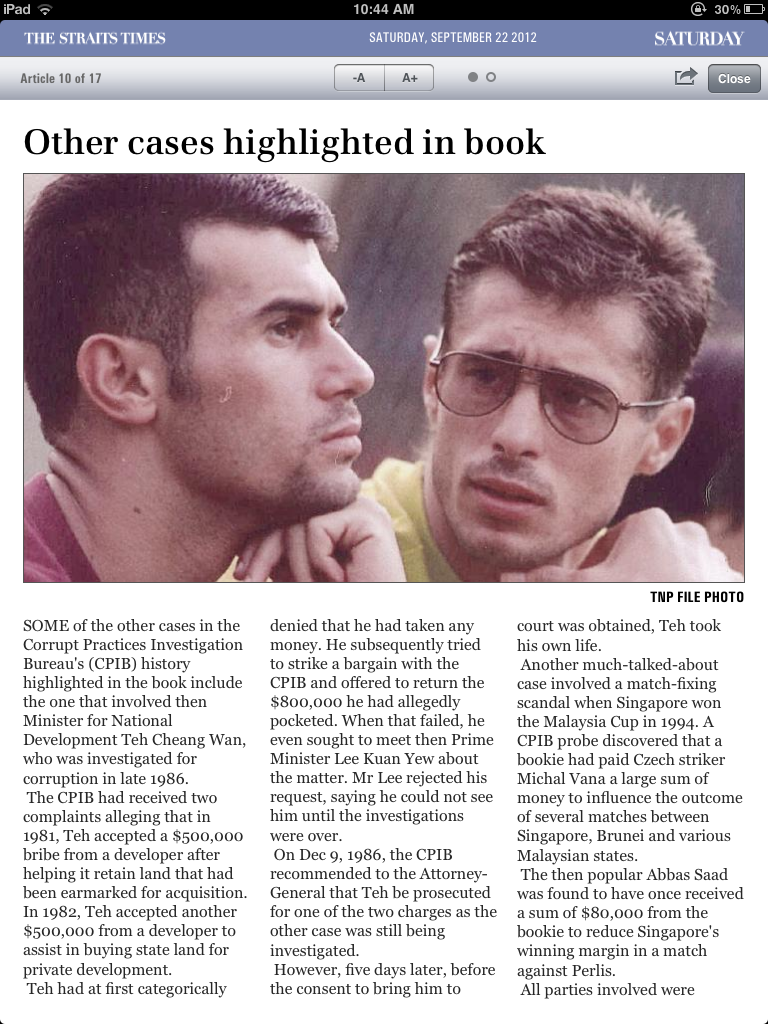 iPad
10:44 AM
30%
THE STRAITS TIMES
SATURDAY, SEPTEMBER 22 2012
SATURDAY
Article 10 of 17
-A
A+
Close
Other cases highlighted in book
TNP FILE PHOTO
SOME of the other cases in the
Corrupt Practices Investigation
Bureau's (CPIB) history
highlighted in the book include
the one that involved then
Minister for National
Development Teh Cheang Wan,
who was investigated for
corruption in late 1986.
The CPIB had received two
complaints alleging that in
1981, Teh accepted a $500,000
bribe from a developer after
helping it retain land that had
been earmarked for acquisition.
In 1982, Teh accepted another
$500,000 from a developer to
assist in buying state land for
private development.
Teh had at first categorically
denied that he had taken any
money. He subsequently tried
to strike a bargain with the
CPIB and offered to return the
$800,000 he had allegedly
pocketed. When that failed, he
even sought to meet then Prime
Minister Lee Kuan Yew about
the matter. Mr Lee rejected his
request, saying he could not see
him until the investigations
were over.
On Dec 9, 1986, the CPIB
recommended to the Attorney-
General that Teh be prosecuted
for one of the two charges as the
other case was still being
investigated.
However, five days later, before
the consent to bring him to
court was obtained, Teh took
his own life.
Another much-talked-about
case involved a match-fixing
scandal when Singapore won
the Malaysia Cup in 1994. A
CPIB probe discovered that a
bookie had paid Czech striker
Michal Vana a large sum of
money to influence the outcome
of several matches between
Singapore, Brunei and various
Malaysian states.
The then popular Abbas Saad
was found to have once received
a sum of $80,000 from the
bookie to reduce Singapore's
winning margin in a match
against Perlis.
All parties involved were